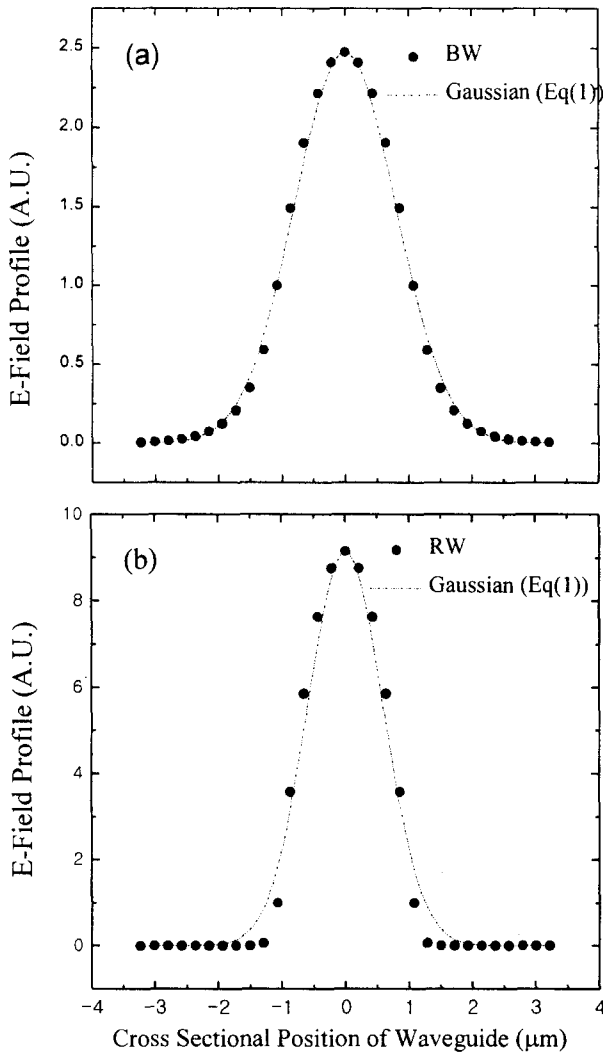 (a)
BW
Gaussian (Eq(1))
2.5
2.0
1.5
1.0
0.5
0.0
E-Field Profile (A.U.)
(b)
RW
Gaussian (Eq(1))
10
8
6
4
2
0
E-Field Profile (A.U.)
-4 -3 -2 -1 0 1 2 3 4
Cross Sectional Position of Waveguide (μm)